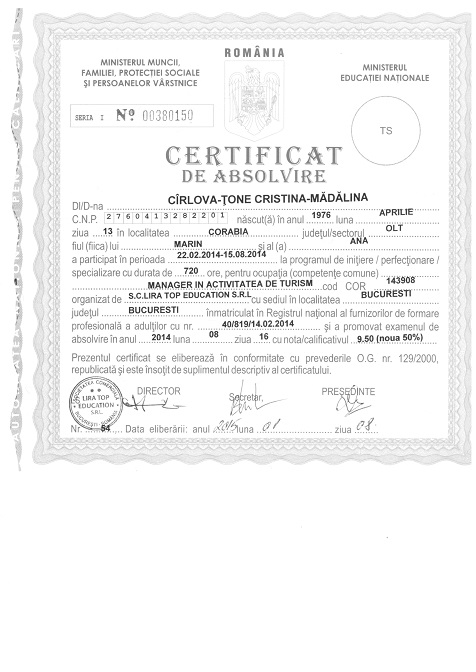 ROMÂNIA
MINISTERUL MUNCII,
FAMILIEI, PROTECȚIEI SOCIALE
ȘI PERSOANELOR VÂRSTNICE
MINISTERUL
EDUCAȚIEI NAȚIONALE
SERIA I Nº 00380150
TS
CERTIFICAT
DE ABSOLVIRE
Dl/D-na CÎRLOVA-ȚONE CRISTINA-MĂDĂLINA
C.N.P. 2760413282201 născut(ă) în anul 1976 luna APRILIE
ziua 13 în localitatea CORABIA județul/sectorul OLT
fiul (fiica) lui MARIN și al (a) ANA
a participat în perioada 22.02.2014-15.08.2014 la programul de inițiere / perfecționare /
specializare cu durata de 720 ore, pentru ocupația (competențe comune)
MANAGER IN ACTIVITATEA DE TURISM cod COR 143908
organizat de S.C.LIRA TOP EDUCATION S.R.L cu sediul în localitatea BUCURESTI
județul BUCURESTI înmatriculat în Registrul național al furnizorilor de formare
profesională a adulților cu nr. 40/819/14.02.2014 și a promovat examenul
de absolvire în anul 2014 luna 08 ziua 16 cu nota/calificativul 9.50 (noua 50%)
Prezentul certificat se eliberează în conformitate cu prevederile O.G. nr. 129/2000,
republicată și este însoțit de suplimentul descriptiv al certificatului.
DIRECTOR Secretar, PREȘEDINTE
SOCIETATEA COMERCIALĂ
LIRA TOP
EDUCATION
S.R.L.
BUCUREȘTI ROMÂNIA
Nr. 54 Data eliberării: anul 2015 luna 01 ziua 08